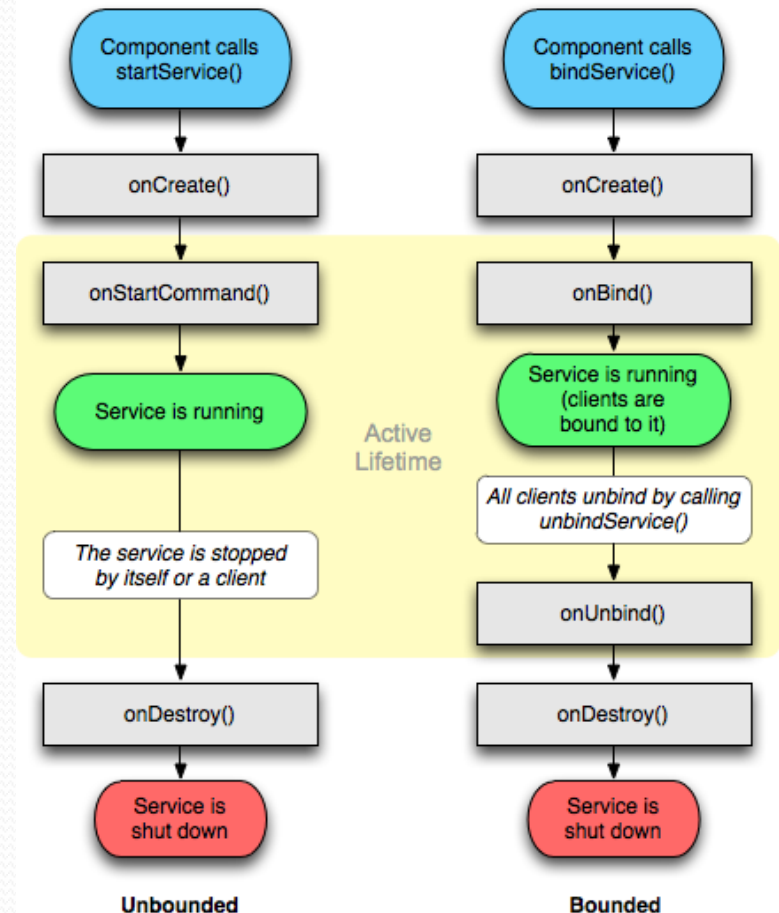 Component calls
startService()
onCreate()
onStartCommand()
Service is running
The service is stopped
by itself or a client
onDestroy()
Service is
shut down
Unbounded
Active
Lifetime
Component calls
bindService()
onCreate()
onBind()
Service is running
(clients are
bound to it)
All clients unbind by calling
unbindService()
onUnbind()
onDestroy()
Service is
shut down
Bounded